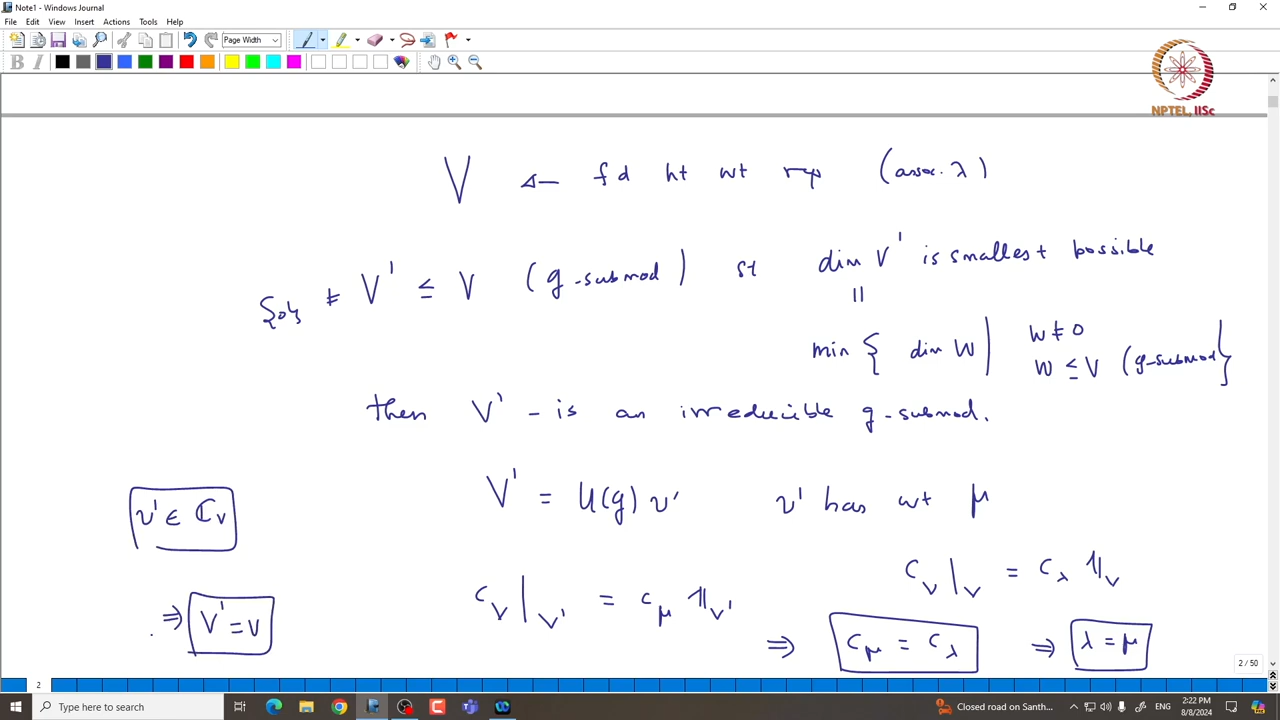 Note1 - Windows Journal
File Edit View Insert Actions Tools Help
Page Width
NPTEL, IISc
V ← fd ht wt rep (assoc. λ)
{0} ≠ V' ≤ V (g-submod) st dim V' is smallest possible
||
min { dim W | W ≠ 0
W ≤ V (g-submod) }
then V' - is an irreducible g-submod.
V' = U(g) v' v' has wt μ
v' ∈ ℂv
C_V |_V = C_λ 𝟙_V
C_V |_V' = C_μ 𝟙_V'
⇒ V' = V
⇒ C_μ = C_λ ⇒ λ = μ
2 / 50
2
Type here to search
Closed road on Santh...
2:22 PM
8/8/2024